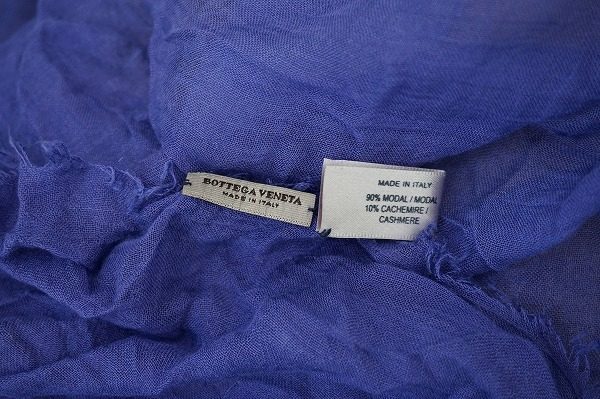 BOTTEGA VENETA
MADE IN ITALY
MADE IN ITALY
90% MODAL / MODAL
10% CACHEMIRE /
CASHMERE